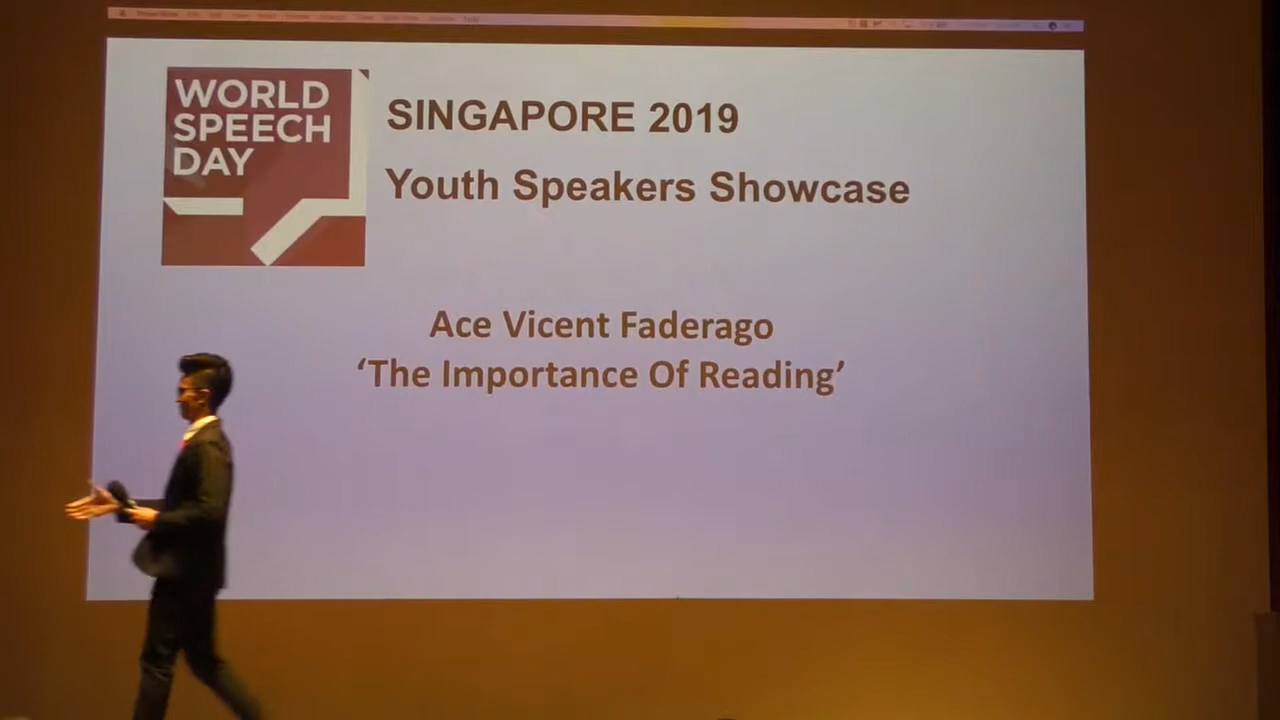 WORLD
SPEECH
DAY
SINGAPORE 2019
Youth Speakers Showcase
Ace Vicent Faderago
‘The Importance Of Reading’